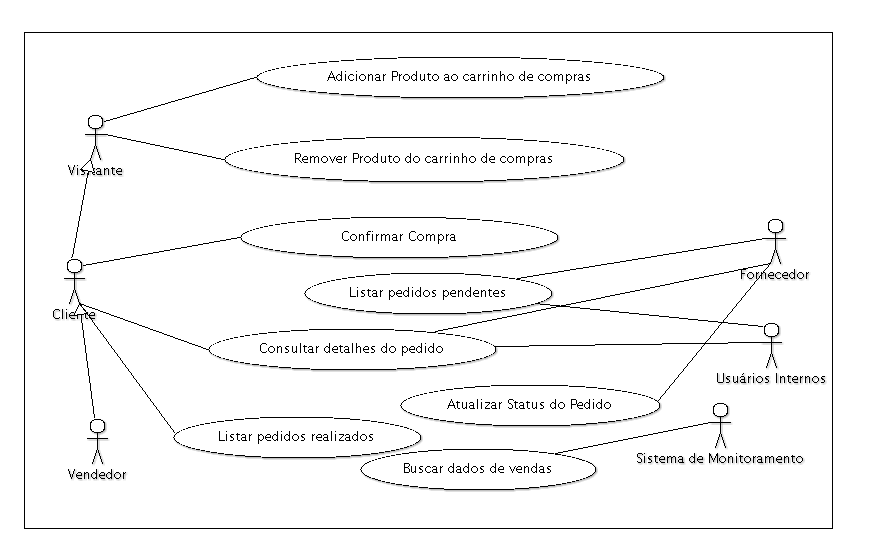 Adicionar Produto ao carrinho de compras
Visitante
Remover Produto do carrinho de compras
Confirmar Compra
Fornecedor
Listar pedidos pendentes
Cliente
Consultar detalhes do pedido
Usuários Internos
Atualizar Status do Pedido
Listar pedidos realizados
Sistema de Monitoramento
Buscar dados de vendas
Vendedor